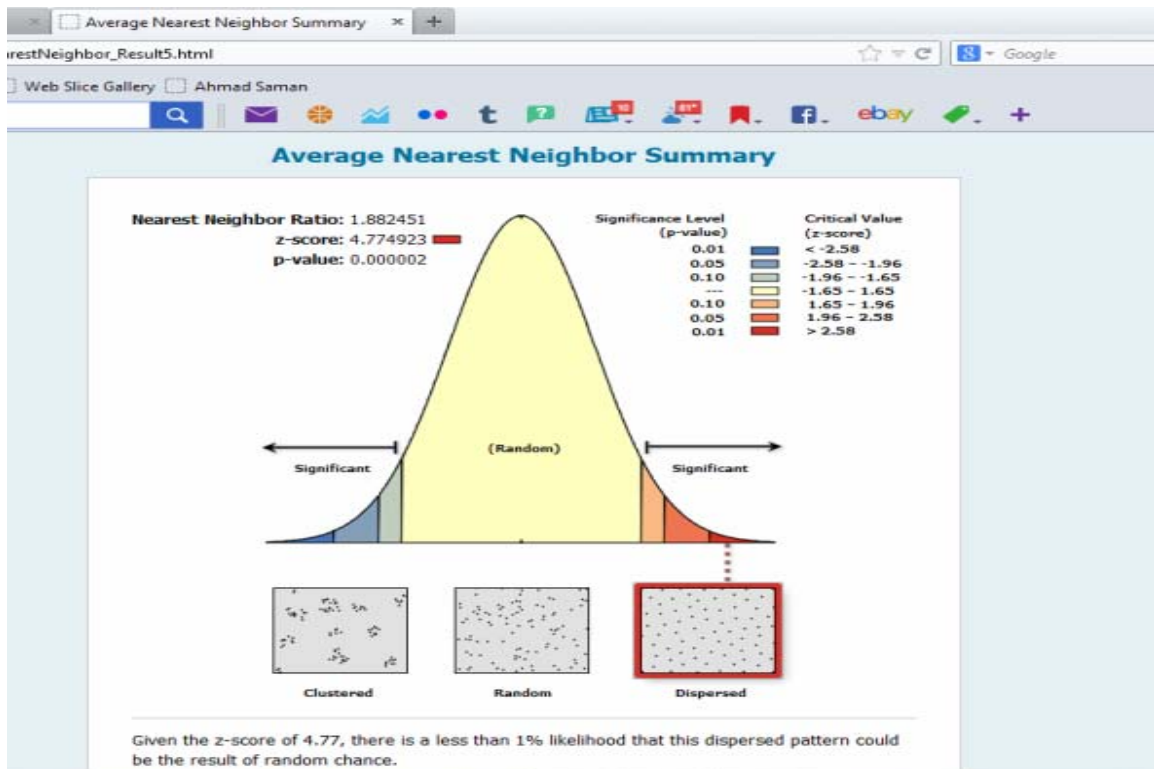 Average Nearest Neighbor Summary
restNeighbor_Result5.html
Google
Web Slice Gallery Ahmad Saman
10
81°
ebay
Average Nearest Neighbor Summary
Nearest Neighbor Ratio: 1.882451
z-score: 4.774923
p-value: 0.000002
Significance Level
(p-value)
Critical Value
(z-score)
0.01 < -2.58
0.05 -2.58 - -1.96
0.10 -1.96 - -1.65
--- -1.65 - 1.65
0.10 1.65 - 1.96
0.05 1.96 - 2.58
0.01 > 2.58
(Random)
Significant
Significant
Clustered
Random
Dispersed
Given the z-score of 4.77, there is a less than 1% likelihood that this dispersed pattern could
be the result of random chance.